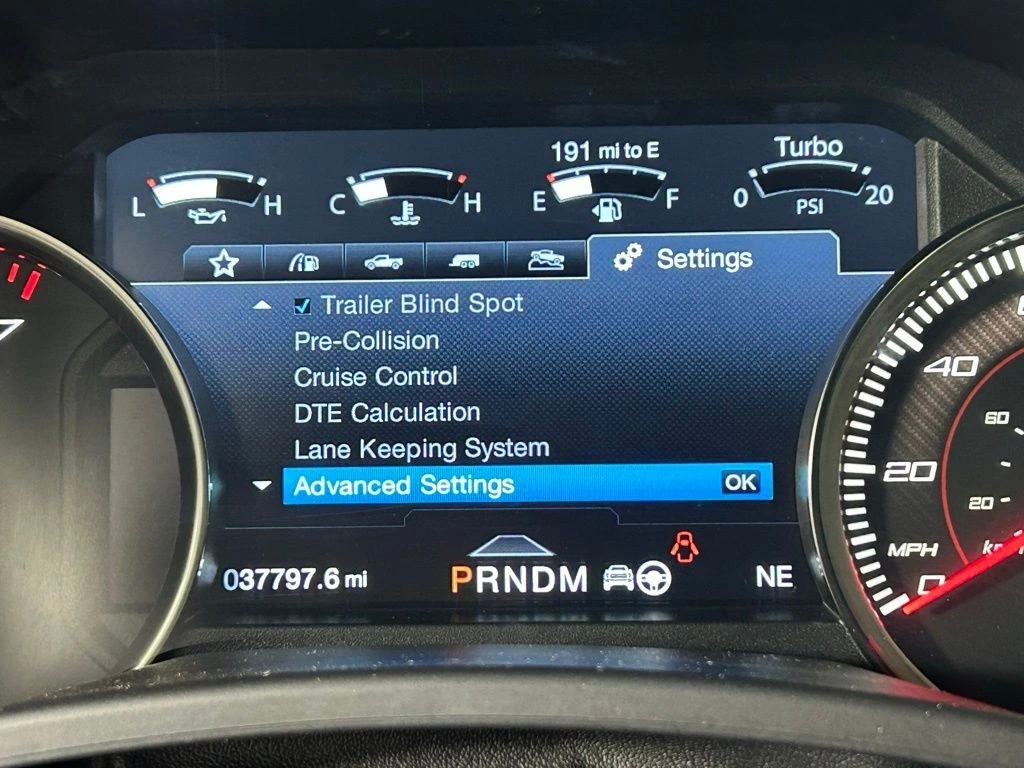 191 mi to E
Turbo
L H
C H
E F
0 PSI 20
Settings
Trailer Blind Spot
Pre-Collision
Cruise Control
DTE Calculation
Lane Keeping System
Advanced Settings OK
037797.6 mi
PRNDM
NE
40
60
20
20
MPH
0